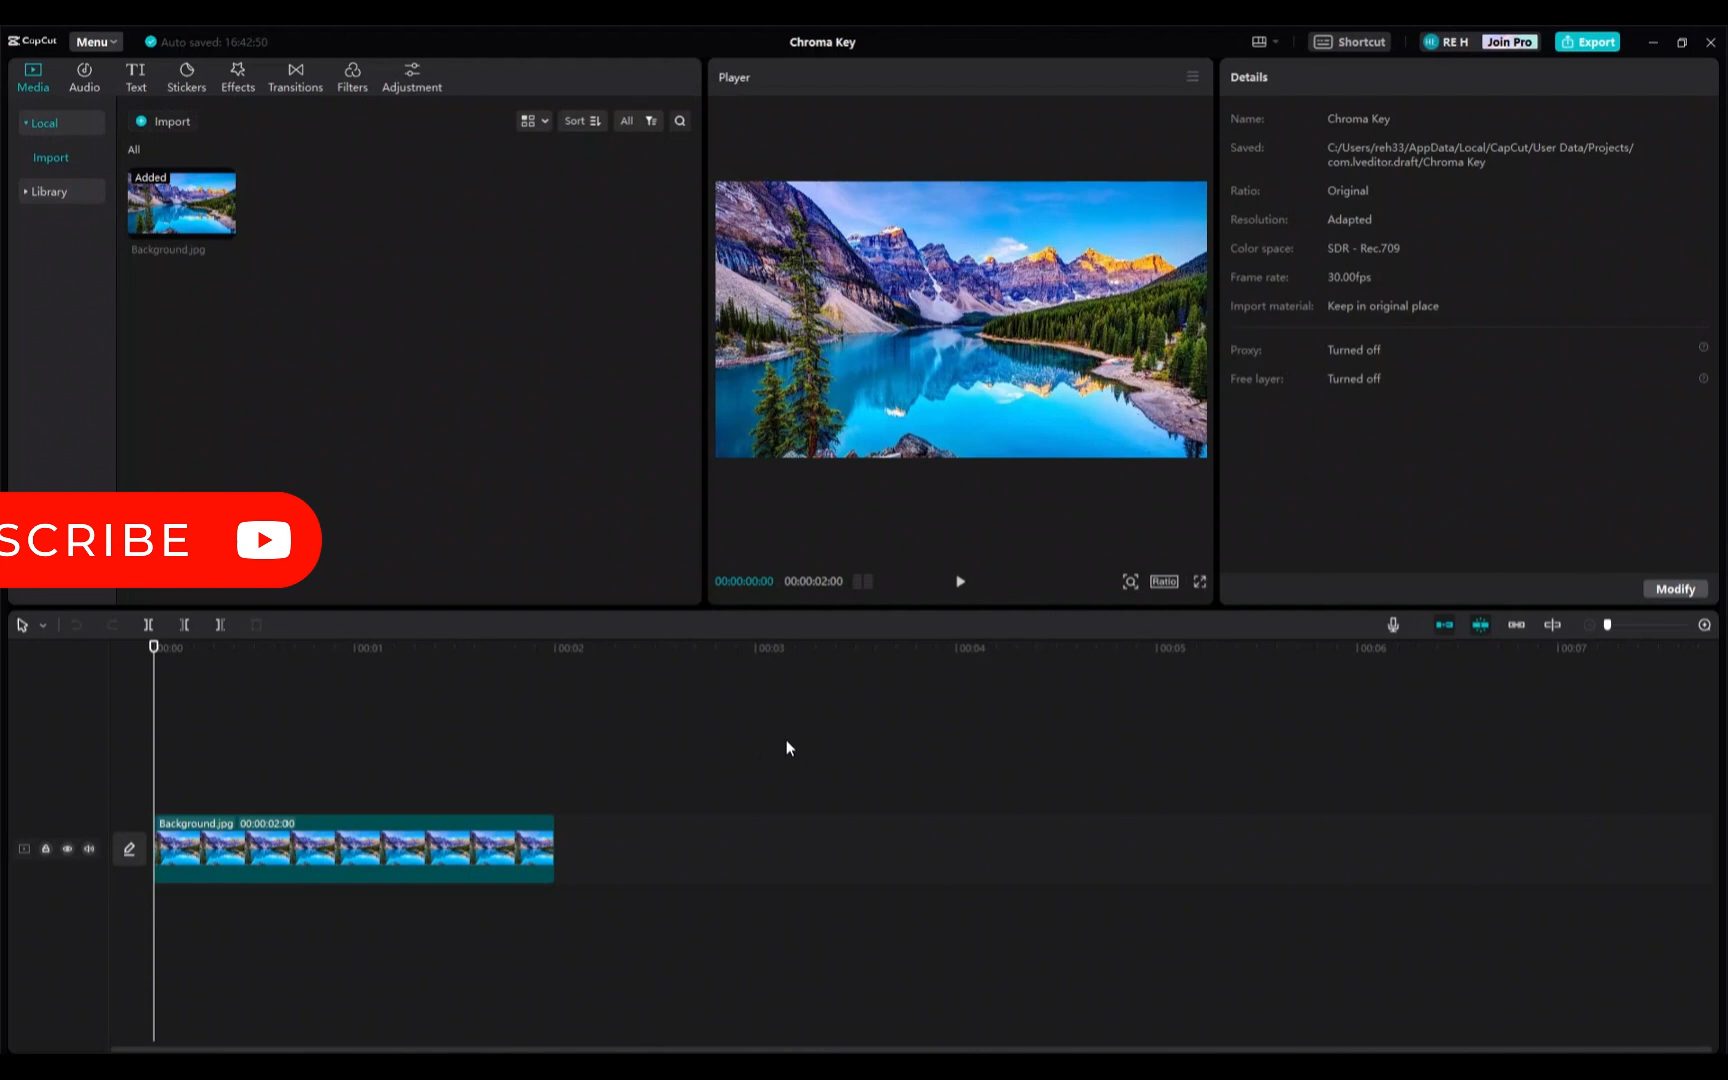 CapCut
Menu
Auto saved: 16:42:50
Chroma Key
Shortcut
RE H
Join Pro
Export
Media
Audio
TI
Text
Stickers
Effects
Transitions
Filters
Adjustment
Local
Import
Library
Import
Sort
All
All
Added
Background.jpg
Player
00:00:00:00
00:00:02:00
Ratio
Details
Name:
Chroma Key
Saved:
C:/Users/reh33/AppData/Local/CapCut/User Data/Projects/
com.lveditor.draft/Chroma Key
Ratio:
Original
Resolution:
Adapted
Color space:
SDR - Rec.709
Frame rate:
30.00fps
Import material:
Keep in original place
Proxy:
Turned off
Free layer:
Turned off
Modify
SCRIBE
00:00
00:01
00:02
00:03
00:04
00:05
00:06
00:07
Background.jpg 00:00:02:00